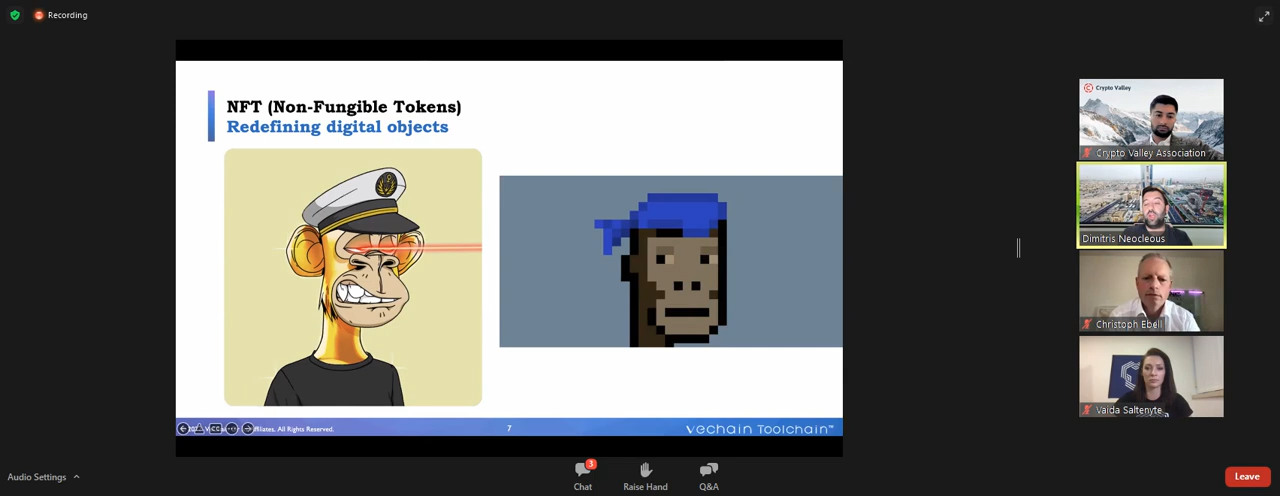 Recording
NFT (Non-Fungible Tokens)
Redefining digital objects
Crypto Valley
Crypto Valley Association
Dimitris Neocleous
Christoph Ebell
Vaida Saltenyte
ffiliates. All Rights Reserved.
7
vechain Toolchain™
Audio Settings
3
Chat
Raise Hand
Q&A
Leave